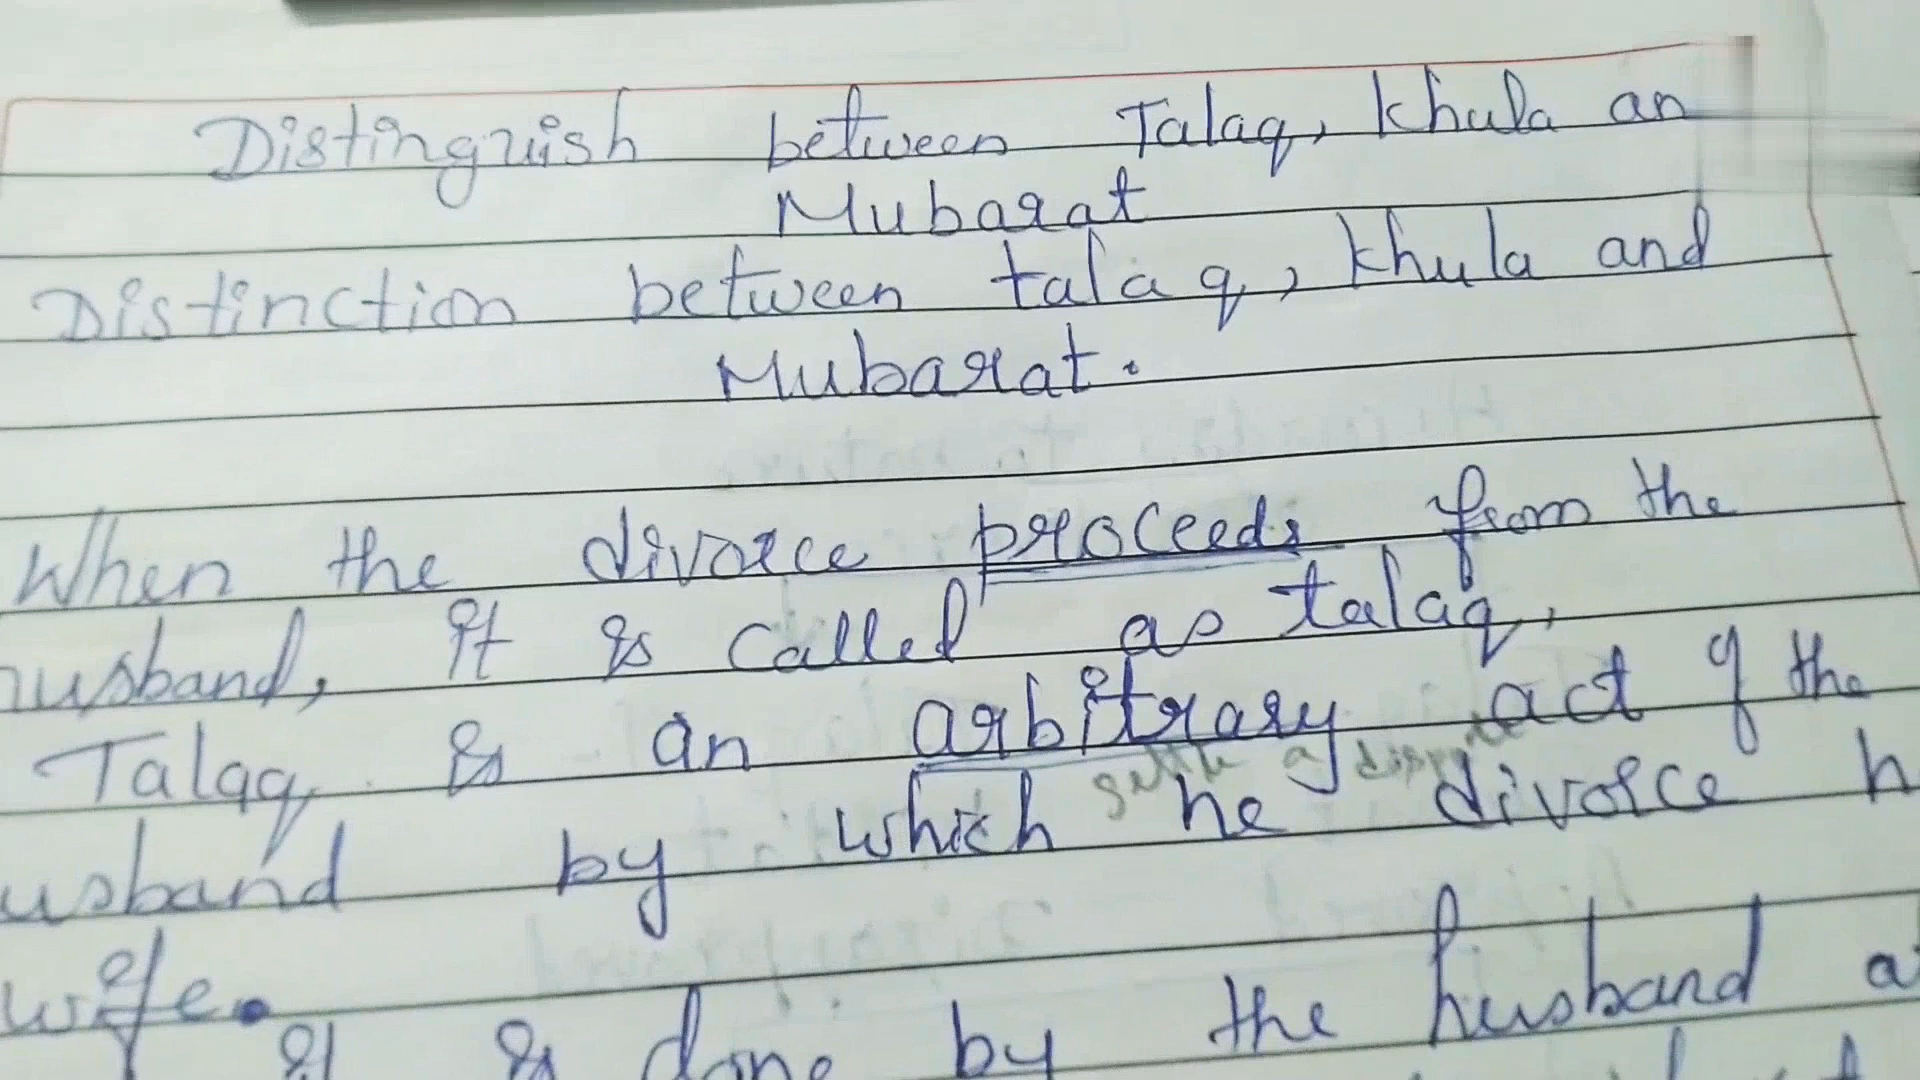 Distinguish between Talaq, Khula an
Mubarat
Distinction between talaq, Khula and
Mubarat.
When the divorce proceeds from the
husband, it is called as talaq,
Talaq is an arbitrary act of the
settle a
usband by which he divorce h
wife.
It is done by the husband a